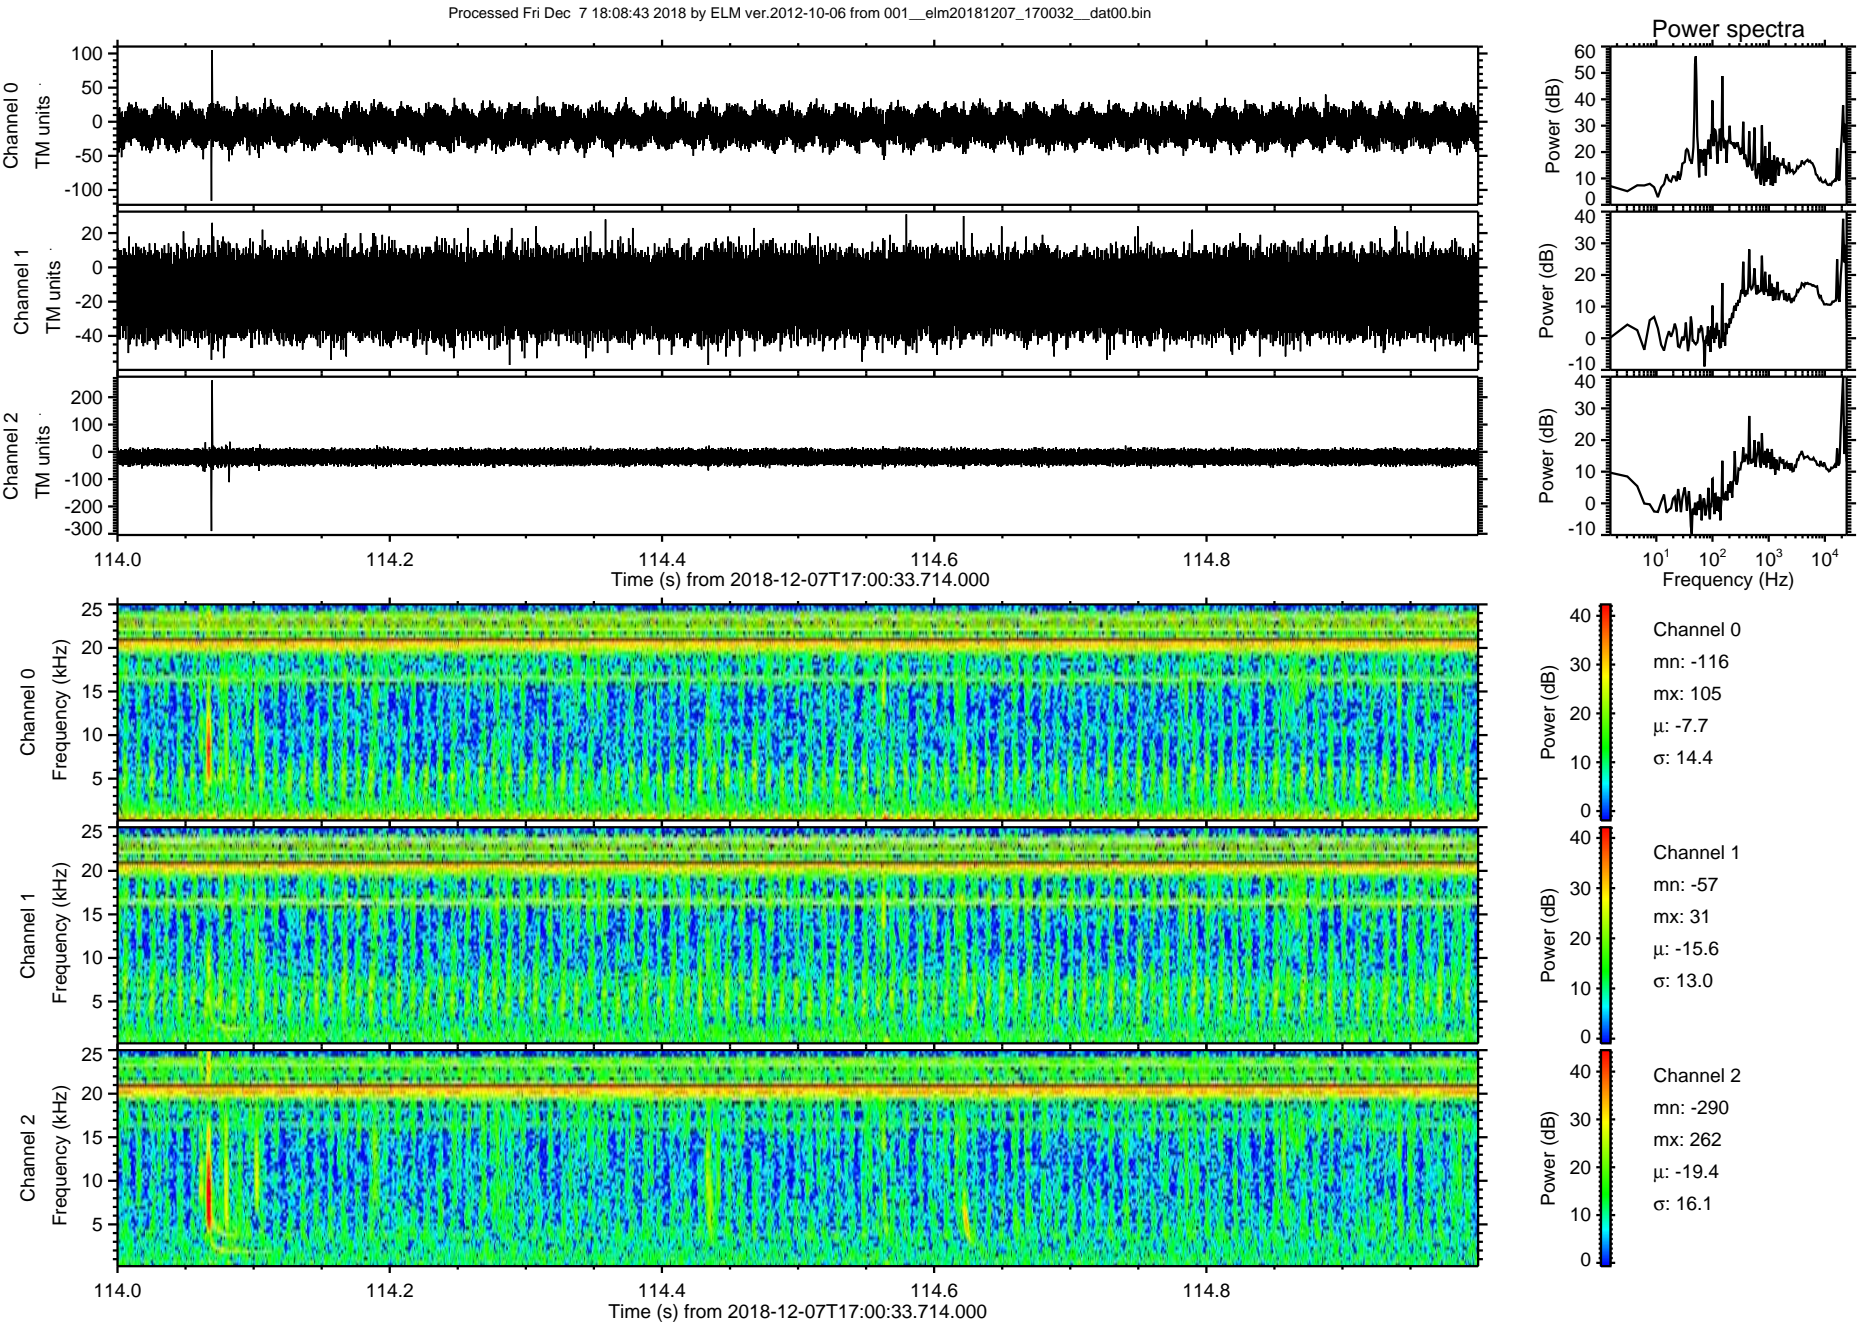 Processed Fri Dec  7 18:08:43 2018 by ELM ver.2012-10-06 from 001__elm20181207_170032__dat00.bin
Power spectra
Channel 0
TM units
100
50
0
-50
-100
Power (dB)
60
50
40
30
20
10
0
Channel 1
TM units
20
0
-20
-40
Power (dB)
40
30
20
10
0
-10
Channel 2
TM units
200
100
0
-100
-200
-300
Power (dB)
40
30
20
10
0
-10
114.0 114.2 114.4 114.6 114.8
Time (s) from 2018-12-07T17:00:33.714.000
10¹ 10² 10³ 10⁴
Frequency (Hz)
Channel 0
Frequency (kHz)
25
20
15
10
5
Power (dB)
40
30
20
10
0
Channel 0
mn: -116
mx: 105
μ: -7.7
σ: 14.4
Channel 1
Frequency (kHz)
25
20
15
10
5
Power (dB)
40
30
20
10
0
Channel 1
mn: -57
mx: 31
μ: -15.6
σ: 13.0
Channel 2
Frequency (kHz)
25
20
15
10
5
Power (dB)
40
30
20
10
0
Channel 2
mn: -290
mx: 262
μ: -19.4
σ: 16.1
114.0 114.2 114.4 114.6 114.8
Time (s) from 2018-12-07T17:00:33.714.000